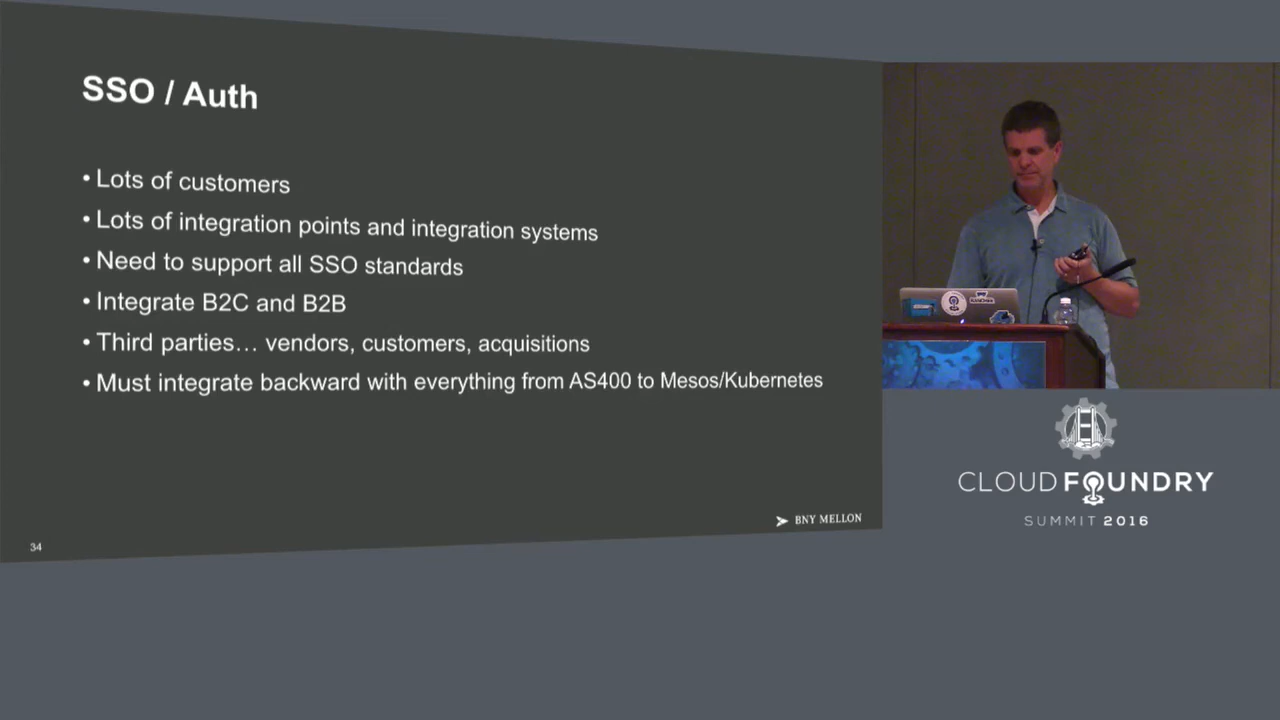 SSO / Auth
• Lots of customers
• Lots of integration points and integration systems
• Need to support all SSO standards
• Integrate B2C and B2B
• Third parties… vendors, customers, acquisitions
• Must integrate backward with everything from AS400 to Mesos/Kubernetes
BNY MELLON
34
CLOUD FOUNDRY
SUMMIT 2016